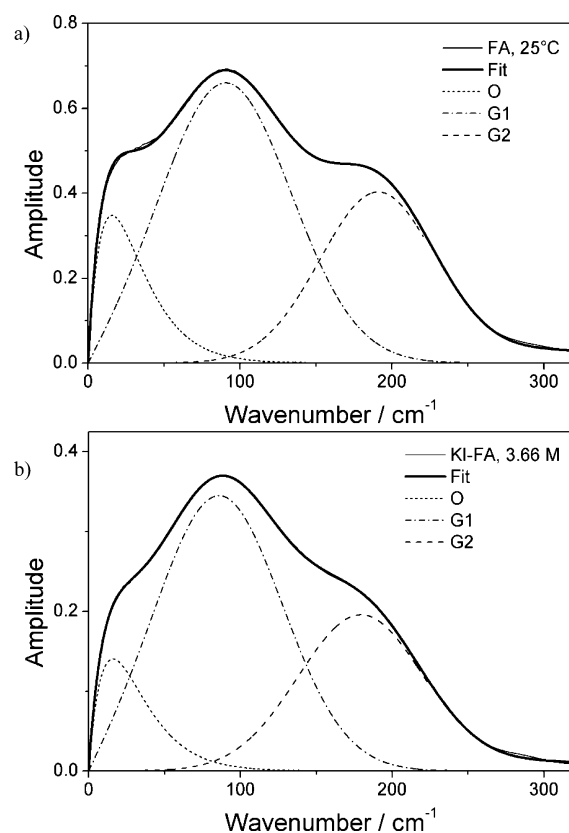 a)
FA, 25°C
Fit
O
G1
G2
Amplitude
0.8
0.6
0.4
0.2
0.0
0 100 200 300
Wavenumber / cm⁻¹
b)
KI-FA, 3.66 M
Fit
O
G1
G2
Amplitude
0.4
0.2
0.0
0 100 200 300
Wavenumber / cm⁻¹